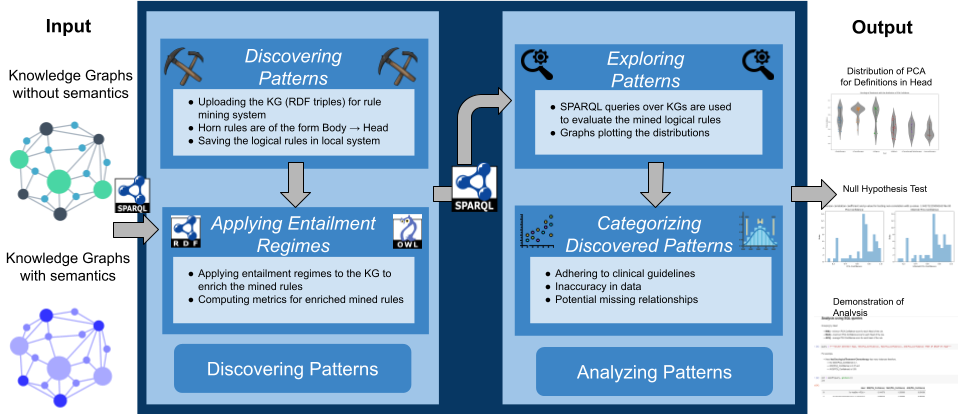 Input
Knowledge Graphs
without semantics
SPARQL
Knowledge Graphs
with semantics
Discovering
Patterns
● Uploading the KG (RDF triples) for rule
mining system
● Horn rules are of the form Body → Head
● Saving the logical rules in local system
RDF
Applying Entailment
Regimes
OWL
● Applying entailment regimes to the KG to
enrich the mined rules
● Computing metrics for enriched mined rules
Discovering Patterns
SPARQL
Exploring
Patterns
● SPARQL queries over KGs are used
to evaluate the mined logical rules
● Graphs plotting the distributions
Categorizing
Discovered Patterns
H
● Adhering to clinical guidelines
● Inaccuracy in data
● Potential missing relationships
Analyzing Patterns
Output
Distribution of PCA
for Definitions in Head
Null Hypothesis Test
Demonstration of
Analysis